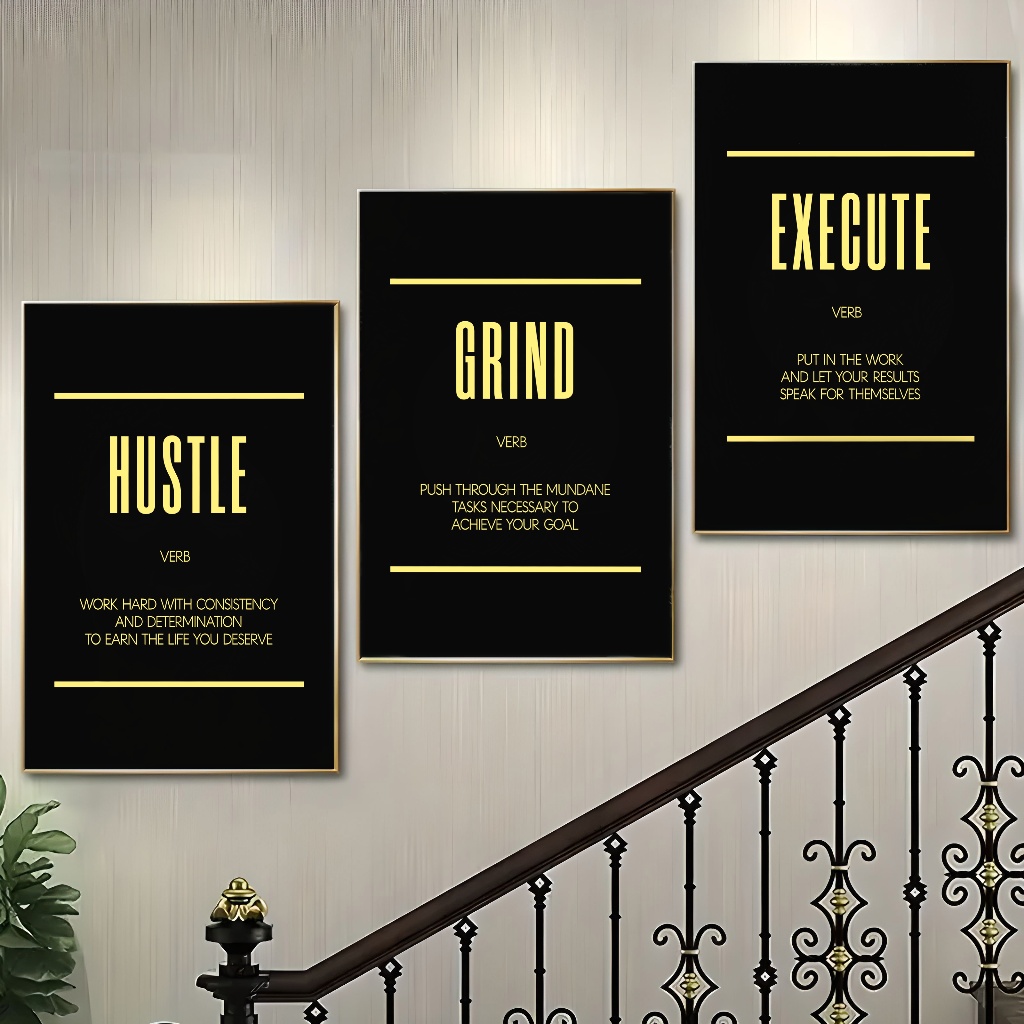 HUSTLE
VERB
WORK HARD WITH CONSISTENCY
AND DETERMINATION
TO EARN THE LIFE YOU DESERVE
GRIND
VERB
PUSH THROUGH THE MUNDANE
TASKS NECESSARY TO
ACHIEVE YOUR GOAL
EXECUTE
VERB
PUT IN THE WORK
AND LET YOUR RESULTS
SPEAK FOR THEMSELVES